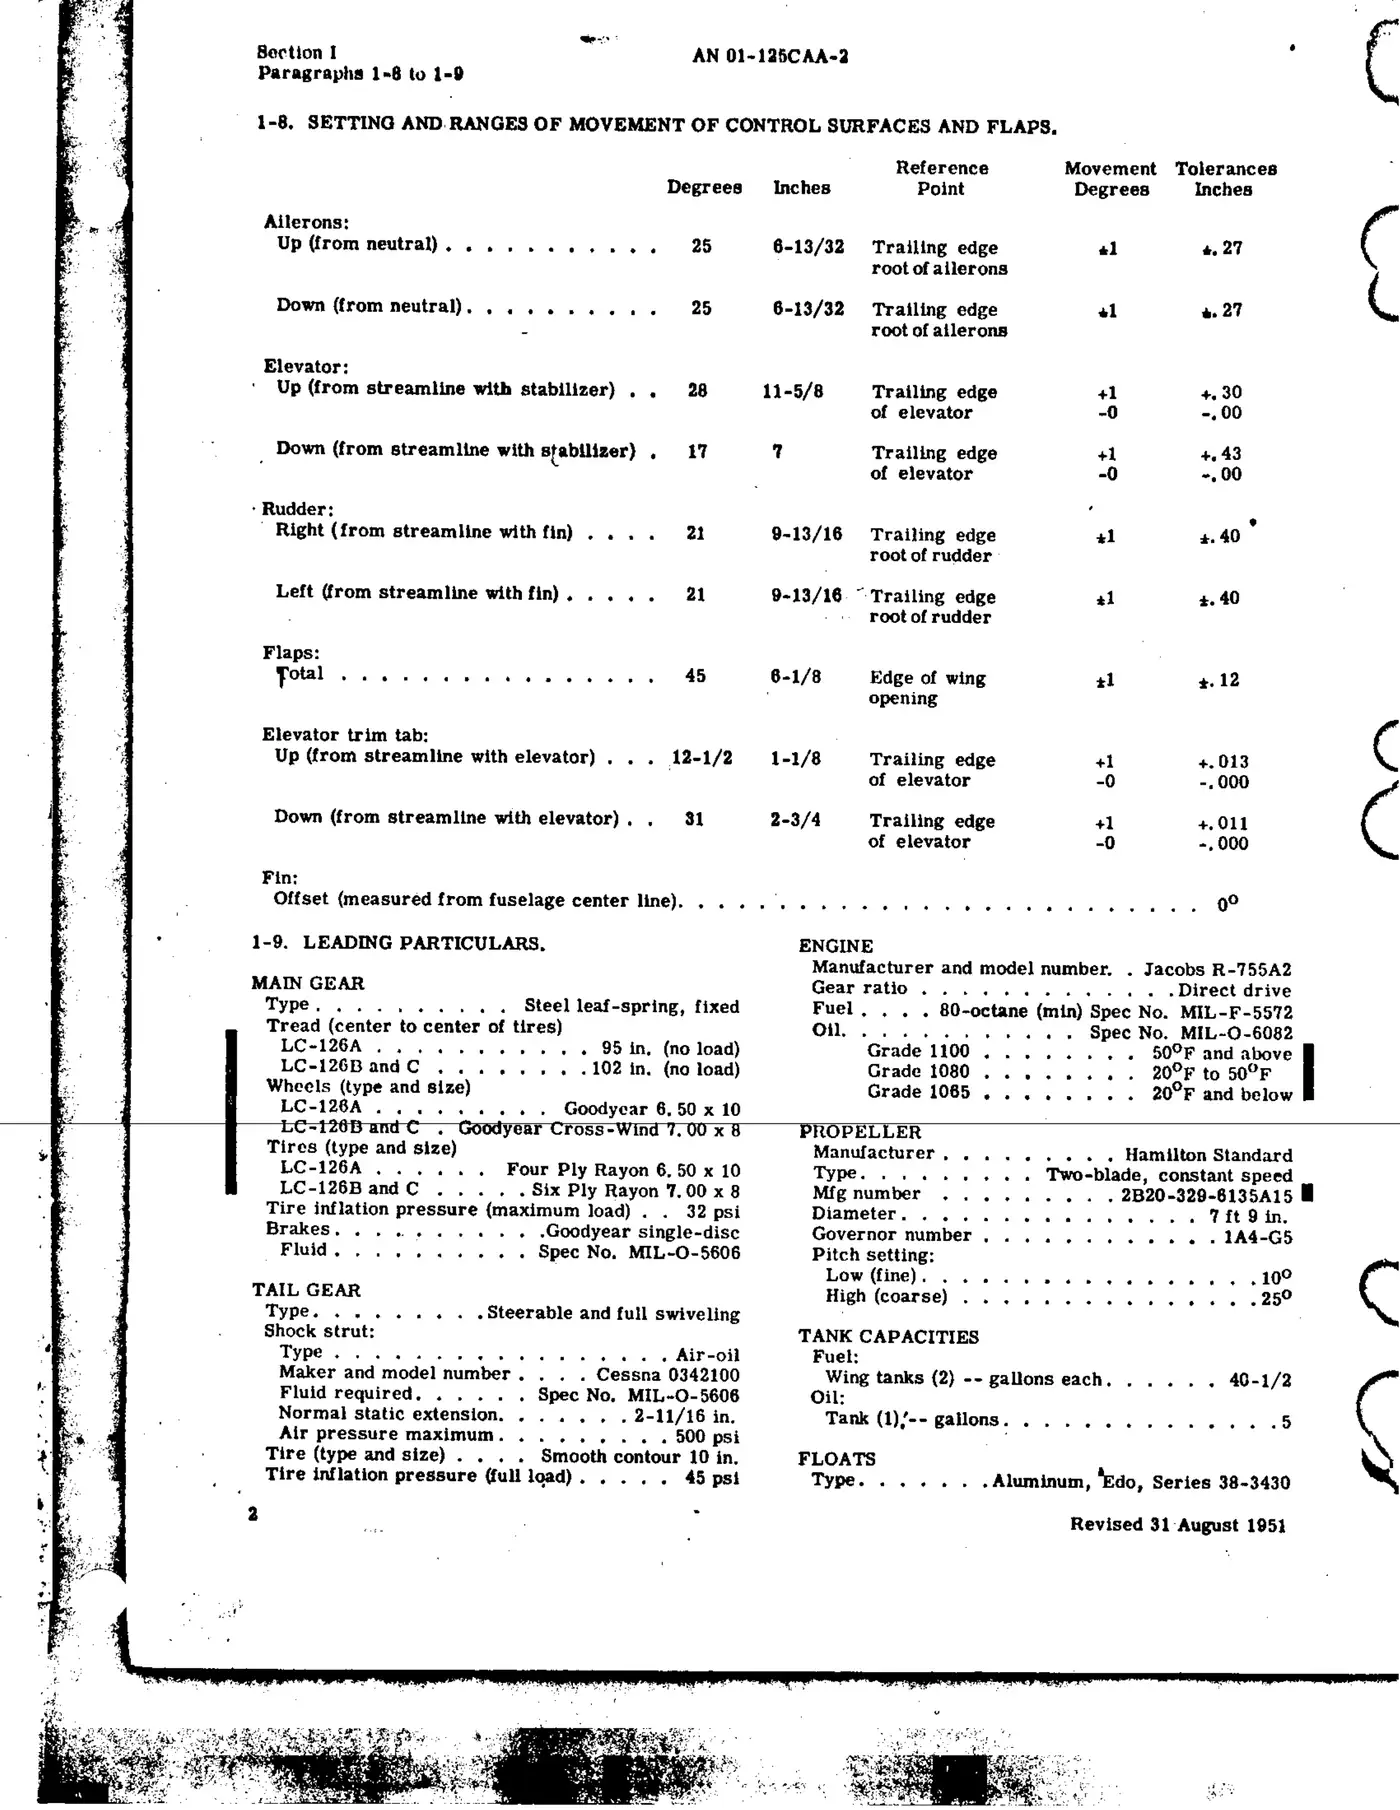 Section I
Paragraphs 1-8 to 1-9
AN 01-125CAA-2
1-8. SETTING AND RANGES OF MOVEMENT OF CONTROL SURFACES AND FLAPS.
Degrees Inches Reference Point Movement Degrees Tolerances Inches
Ailerons:
Up (from neutral) . . . . . . . . . . . 25 6-13/32 Trailing edge ±1 ±.27
root of ailerons
Down (from neutral) . . . . . . . . . . 25 6-13/32 Trailing edge ±1 ±.27
root of ailerons
Elevator:
Up (from streamline with stabilizer) . . 28 11-5/8 Trailing edge +1 +.30
of elevator -0 -.00
Down (from streamline with stabilizer) . 17 7 Trailing edge +1 +.43
of elevator -0 -.00
Rudder:
Right (from streamline with fin) . . . . 21 9-13/16 Trailing edge ±1 ±.40
root of rudder
Left (from streamline with fin) . . . . . 21 9-13/16 Trailing edge ±1 ±.40
root of rudder
Flaps:
Total . . . . . . . . . . . . . . . . 45 6-1/8 Edge of wing ±1 ±.12
opening
Elevator trim tab:
Up (from streamline with elevator) . . . 12-1/2 1-1/8 Trailing edge +1 +.013
of elevator -0 -.000
Down (from streamline with elevator) . . 31 2-3/4 Trailing edge +1 +.011
of elevator -0 -.000
Fin:
Offset (measured from fuselage center line). . . . . . . . . . . . . . . . . . . . . . . . . . 0°
1-9. LEADING PARTICULARS.
MAIN GEAR
Type . . . . . . . . . . Steel leaf-spring, fixed
Tread (center to center of tires)
LC-126A . . . . . . . . . . . 95 in. (no load)
LC-126B and C . . . . . . . . 102 in. (no load)
Wheels (type and size)
LC-126A . . . . . . . . . Goodyear 6.50 x 10
LC-126B and C . Goodyear Cross-Wind 7.00 x 8
Tires (type and size)
LC-126A . . . . . . Four Ply Rayon 6.50 x 10
LC-126B and C . . . . . Six Ply Rayon 7.00 x 8
Tire inflation pressure (maximum load) . . 32 psi
Brakes . . . . . . . . . . . Goodyear single-disc
Fluid . . . . . . . . . . Spec No. MIL-O-5606
TAIL GEAR
Type. . . . . . . . . Steerable and full swiveling
Shock strut:
Type . . . . . . . . . . . . . . . . . Air-oil
Maker and model number . . . . Cessna 0342100
Fluid required. . . . . . Spec No. MIL-O-5606
Normal static extension. . . . . . . 2-11/16 in.
Air pressure maximum . . . . . . . . . 500 psi
Tire (type and size) . . . . Smooth contour 10 in.
Tire inflation pressure (full load) . . . . . 45 psi
2
ENGINE
Manufacturer and model number. . Jacobs R-755A2
Gear ratio . . . . . . . . . . . . . Direct drive
Fuel . . . . 80-octane (min) Spec No. MIL-F-5572
Oil. . . . . . . . . . . . Spec No. MIL-O-6082
Grade 1100 . . . . . . . . 50°F and above
Grade 1080 . . . . . . . . 20°F to 50°F
Grade 1065 . . . . . . . . 20°F and below
PROPELLER
Manufacturer . . . . . . . . . Hamilton Standard
Type. . . . . . . . . Two-blade, constant speed
Mfg number . . . . . . . . . 2B20-329-6135A15
Diameter. . . . . . . . . . . . . . . 7 ft 9 in.
Governor number . . . . . . . . . . . . 1A4-G5
Pitch setting:
Low (fine) . . . . . . . . . . . . . . . . . 10°
High (coarse) . . . . . . . . . . . . . . . 25°
TANK CAPACITIES
Fuel:
Wing tanks (2) -- gallons each. . . . . . 40-1/2
Oil:
Tank (1), -- gallons. . . . . . . . . . . . . . 5
FLOATS
Type. . . . . . . Aluminum, Edo, Series 38-3430
Revised 31 August 1951